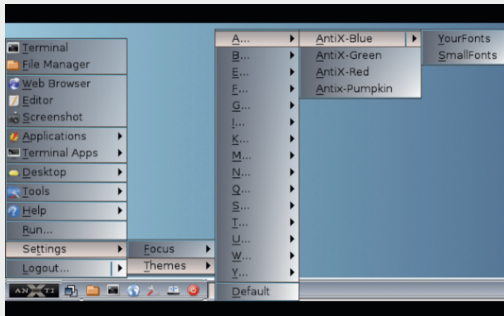 Terminal
File Manager
Web Browser
Editor
Screenshot
Applications
Terminal Apps
Desktop
Tools
Help
Run...
Settings
Logout...
Focus
Themes
A...
B...
E...
F...
G...
I...
K...
M...
N...
Q...
S...
T...
U...
W...
Y...
Default
AntiX-Blue
AntiX-Green
AntiX-Red
Antix-Pumpkin
YourFonts
SmallFonts
ANXTI